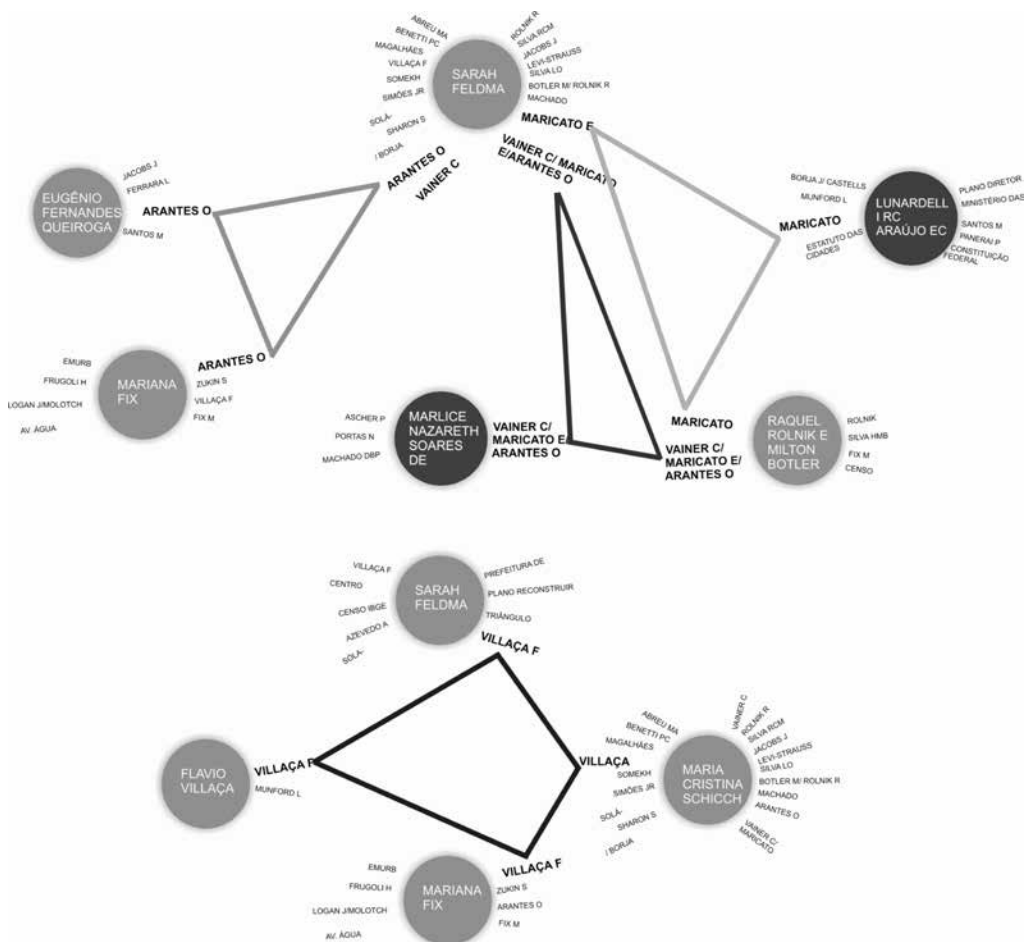 ABREU MA
BENETTI PC
MAGALHÃES
VILLAÇA F
SOMEKH
SIMÕES JR
SOLÁ-
SHARON S
/ BORJA
SARAH
FELDMA
ROLNIK R
SILVA RCM
JACOBS J
LEVI-STRAUSS
SILVA LO
BOTLER M/ ROLNIK R
MACHADO
MARICATO E
VAINER C/ MARICATO
E/ARANTES O
ARANTES O
VAINER C
JACOBS J
FERRARA L
EUGÊNIO
FERNANDES
QUEIROGA
ARANTES O
SANTOS M
BORJA J/ CASTELLS
MUNFORD L
MARICATO
ESTATUTO DAS
CIDADES
LUNARDELL
I RC
ARAÚJO EC
PLANO DIRETOR
MINISTÉRIO DAS
SANTOS M
PANERAI P
CONSTITUIÇÃO
FEDERAL
EMURB
FRUGOLI H
LOGAN J/MOLOTCH
AV. ÁGUA
MARIANA
FIX
ARANTES O
ZUKIN S
VILLAÇA F
FIX M
ASCHER P
PORTAS N
MACHADO DBP
MARLICE
NAZARETH
SOARES
DE
VAINER C/
MARICATO E/
ARANTES O
MARICATO
VAINER C/
MARICATO E/
ARANTES O
RAQUEL
ROLNIK E
MILTON
BOTLER
ROLNIK
SILVA HMB
FIX M
CENSO
VILLAÇA F
CENTRO
CENSO IBGE
AZEVEDO A
SOLÁ-
SARAH
FELDMA
PREFEITURA DE
PLANO RECONSTRUIR
TRIÂNGULO
VILLAÇA F
FLAVIO
VILLAÇA
VILLAÇA F
MUNFORD L
VILLAÇA
ABREU MA
BENETTI PC
MAGALHÃES
SOMEKH
SIMÕES JR
SOLÁ-
SHARON S
/ BORJA
MARIA
CRISTINA
SCHICCH
VAINER C
ROLNIK R
SILVA RCM
JACOBS J
LEVI-STRAUSS
SILVA LO
BOTLER M/ ROLNIK R
MACHADO
ARANTES O
VAINER C/
MARICATO
VILLAÇA F
EMURB
FRUGOLI H
LOGAN J/MOLOTCH
AV. ÁGUA
MARIANA
FIX
ZUKIN S
ARANTES O
FIX M